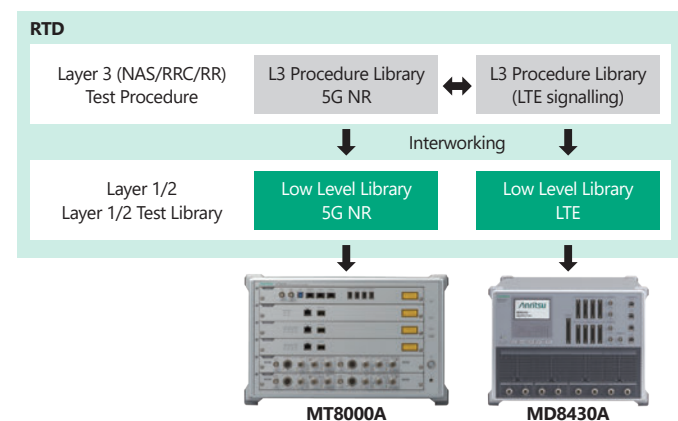 RTD
Layer 3 (NAS/RRC/RR)
Test Procedure
L3 Procedure Library
5G NR
L3 Procedure Library
(LTE signalling)
Interworking
Layer 1/2
Layer 1/2 Test Library
Low Level Library
5G NR
Low Level Library
LTE
Anritsu
MT8000A
MD8430A